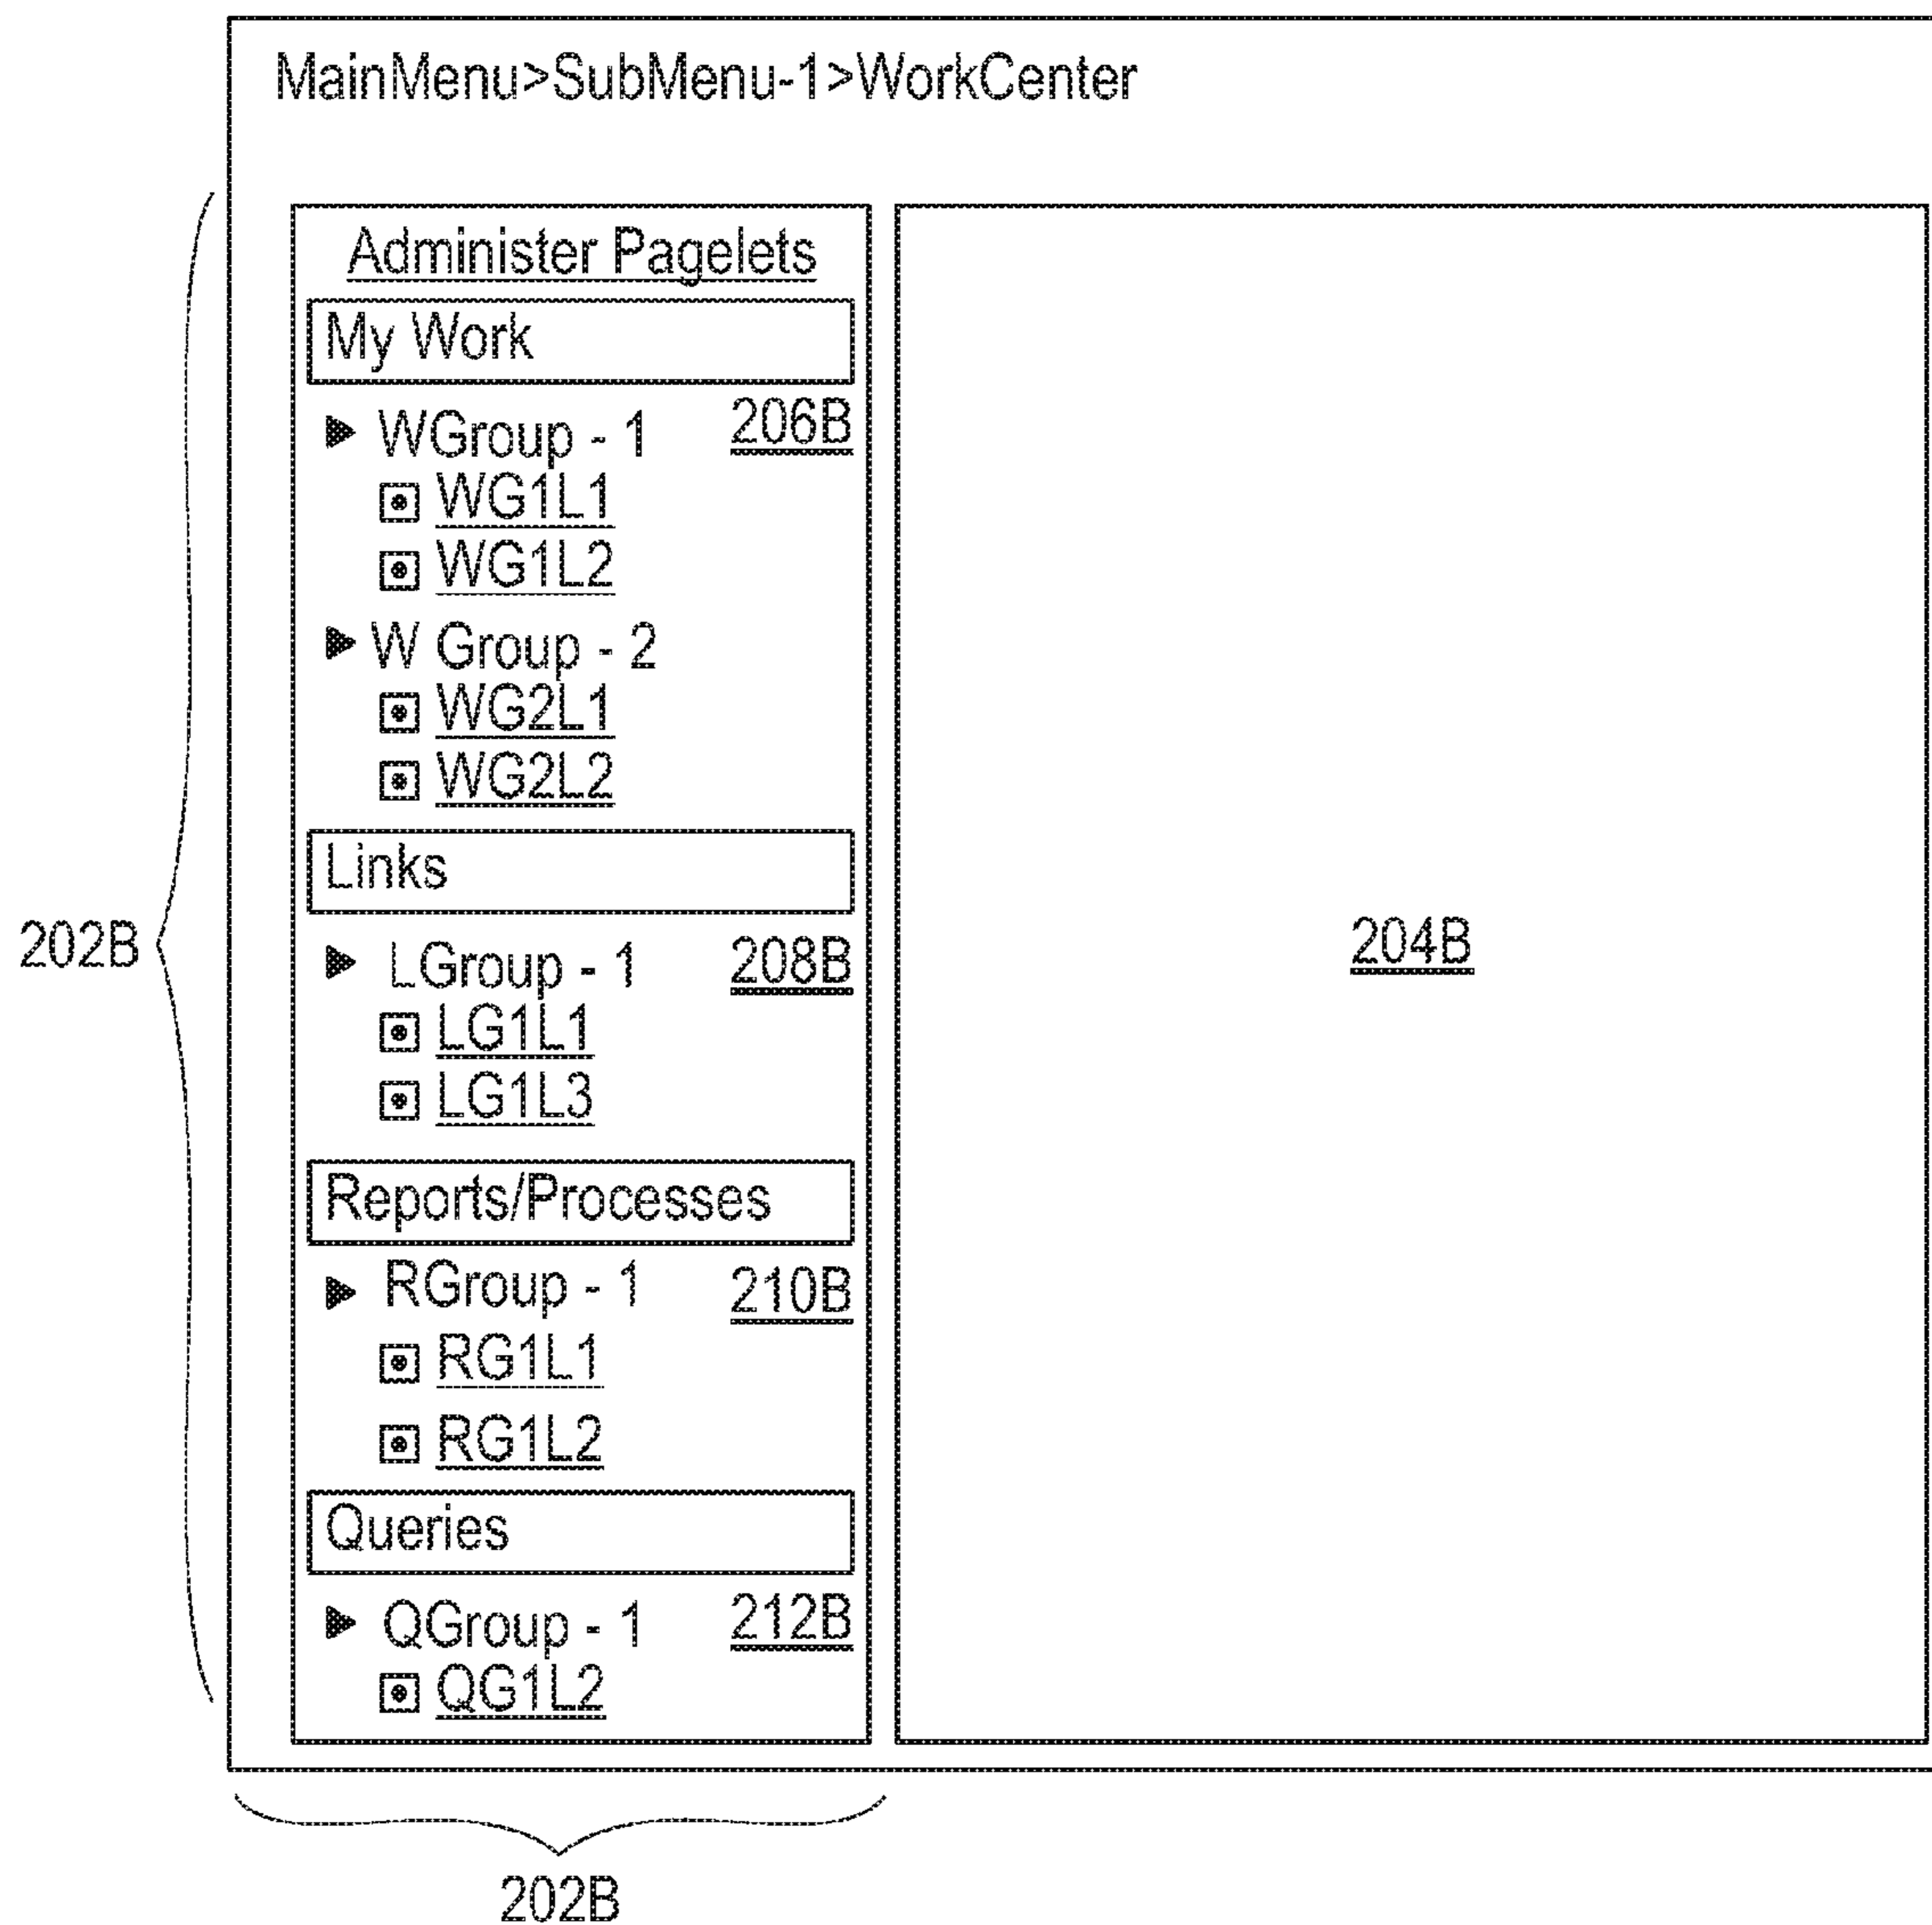 MainMenu>SubMenu-1>WorkCenter
Administer Pagelets
My Work
WGroup - 1 206B
WG1L1
WG1L2
W Group - 2
WG2L1
WG2L2
Links
LGroup - 1 208B
LG1L1
LG1L3
Reports/Processes
RGroup - 1 210B
RG1L1
RG1L2
Queries
QGroup - 1 212B
QG1L2
204B
202B
202B